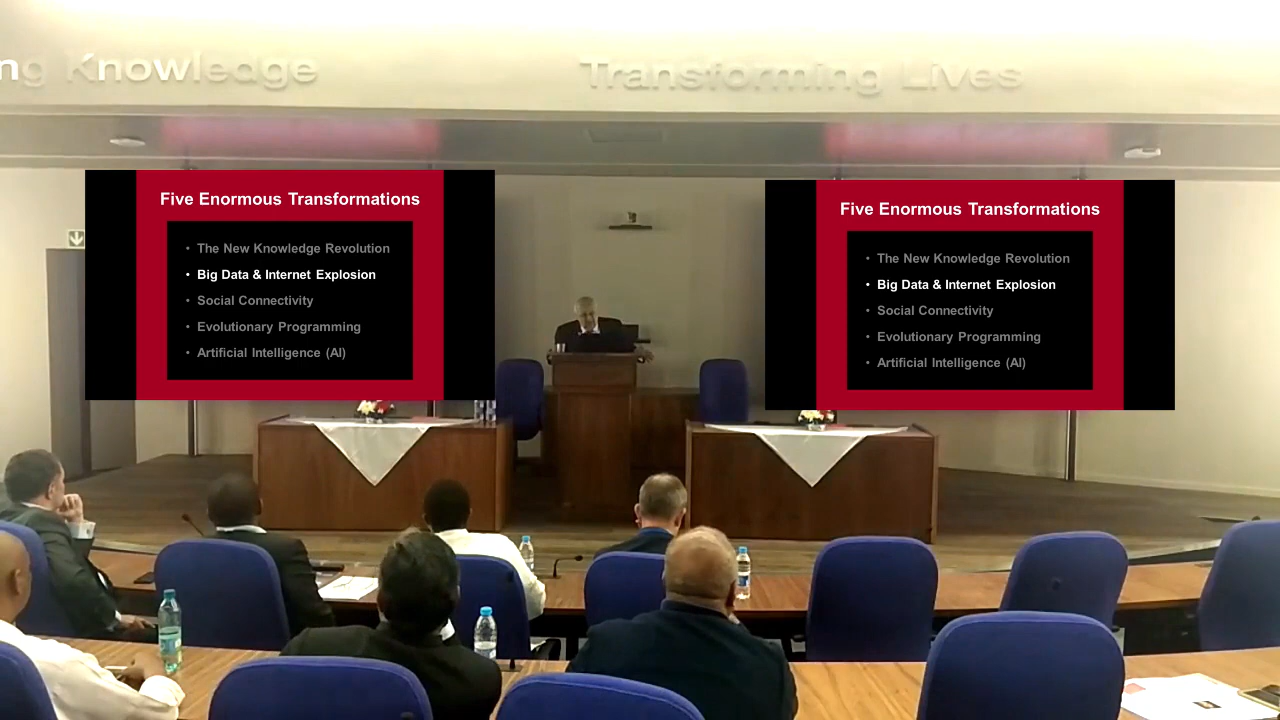 ng Knowledge
Transforming Lives
Five Enormous Transformations
• The New Knowledge Revolution
• Big Data & Internet Explosion
• Social Connectivity
• Evolutionary Programming
• Artificial Intelligence (AI)
Five Enormous Transformations
• The New Knowledge Revolution
• Big Data & Internet Explosion
• Social Connectivity
• Evolutionary Programming
• Artificial Intelligence (AI)